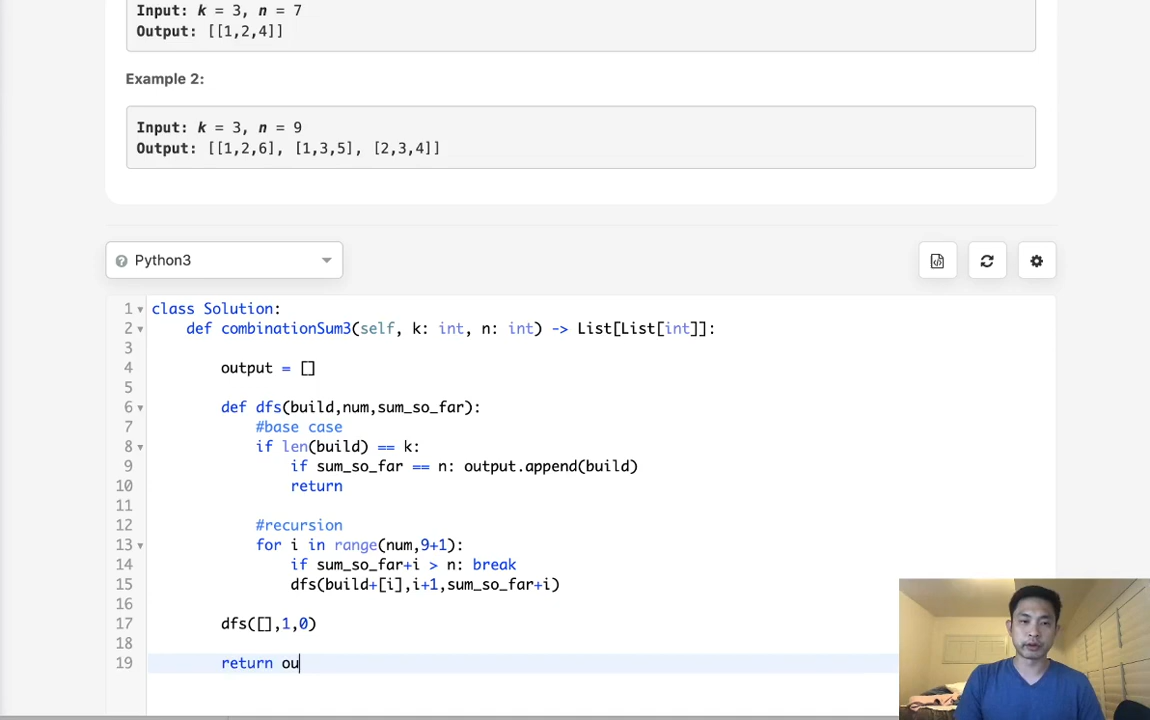 Input: k = 3, n = 7
Output: [[1,2,4]]
Example 2:
Input: k = 3, n = 9
Output: [[1,2,6], [1,3,5], [2,3,4]]
Python3
1 class Solution:
2 def combinationSum3(self, k: int, n: int) -> List[List[int]]:
3
4 output = []
5
6 def dfs(build,num,sum_so_far):
7 #base case
8 if len(build) == k:
9 if sum_so_far == n: output.append(build)
10 return
11
12 #recursion
13 for i in range(num,9+1):
14 if sum_so_far+i > n: break
15 dfs(build+[i],i+1,sum_so_far+i)
16
17 dfs([],1,0)
18
19 return ou